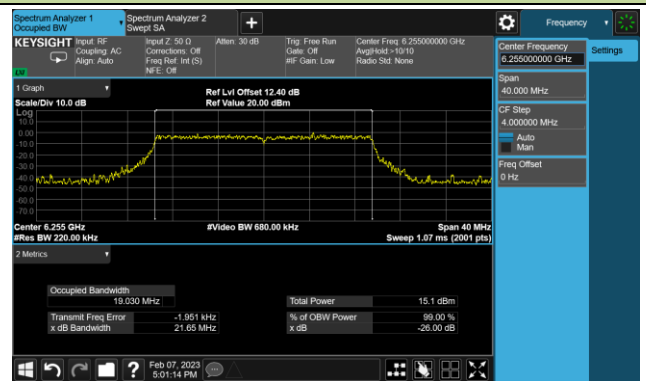 Spectrum Analyzer 1
Occupied BW
Spectrum Analyzer 2
Swept SA
Frequency
KEYSIGHT
Input: RF
Coupling: AC
Align: Auto
Input Z: 50 Ω
Corrections: Off
Freq Ref: Int (S)
NFE: Off
Atten: 30 dB
Trig: Free Run
Gate: Off
#IF Gain: Low
Center Freq: 6.255000000 GHz
Avg|Hold:>10/10
Radio Std: None
LW
Center Frequency
6.255000000 GHz
Settings
Span
40.000 MHz
CF Step
4.000000 MHz
Auto
Man
Freq Offset
0 Hz
1 Graph
Scale/Div 10.0 dB
Ref Lvl Offset 12.40 dB
Ref Value 20.00 dBm
Log
10.0
0.00
-10.0
-20.0
-30.0
-40.0
-50.0
-60.0
-70.0
Center 6.255 GHz
#Video BW 680.00 kHz
Span 40 MHz
#Res BW 220.00 kHz
Sweep 1.07 ms (2001 pts)
2 Metrics
Occupied Bandwidth
19.030 MHz
Total Power 15.1 dBm
Transmit Freq Error -1.951 kHz
% of OBW Power 99.00 %
x dB Bandwidth 21.65 MHz
x dB -26.00 dB
Feb 07, 2023
5:01:14 PM